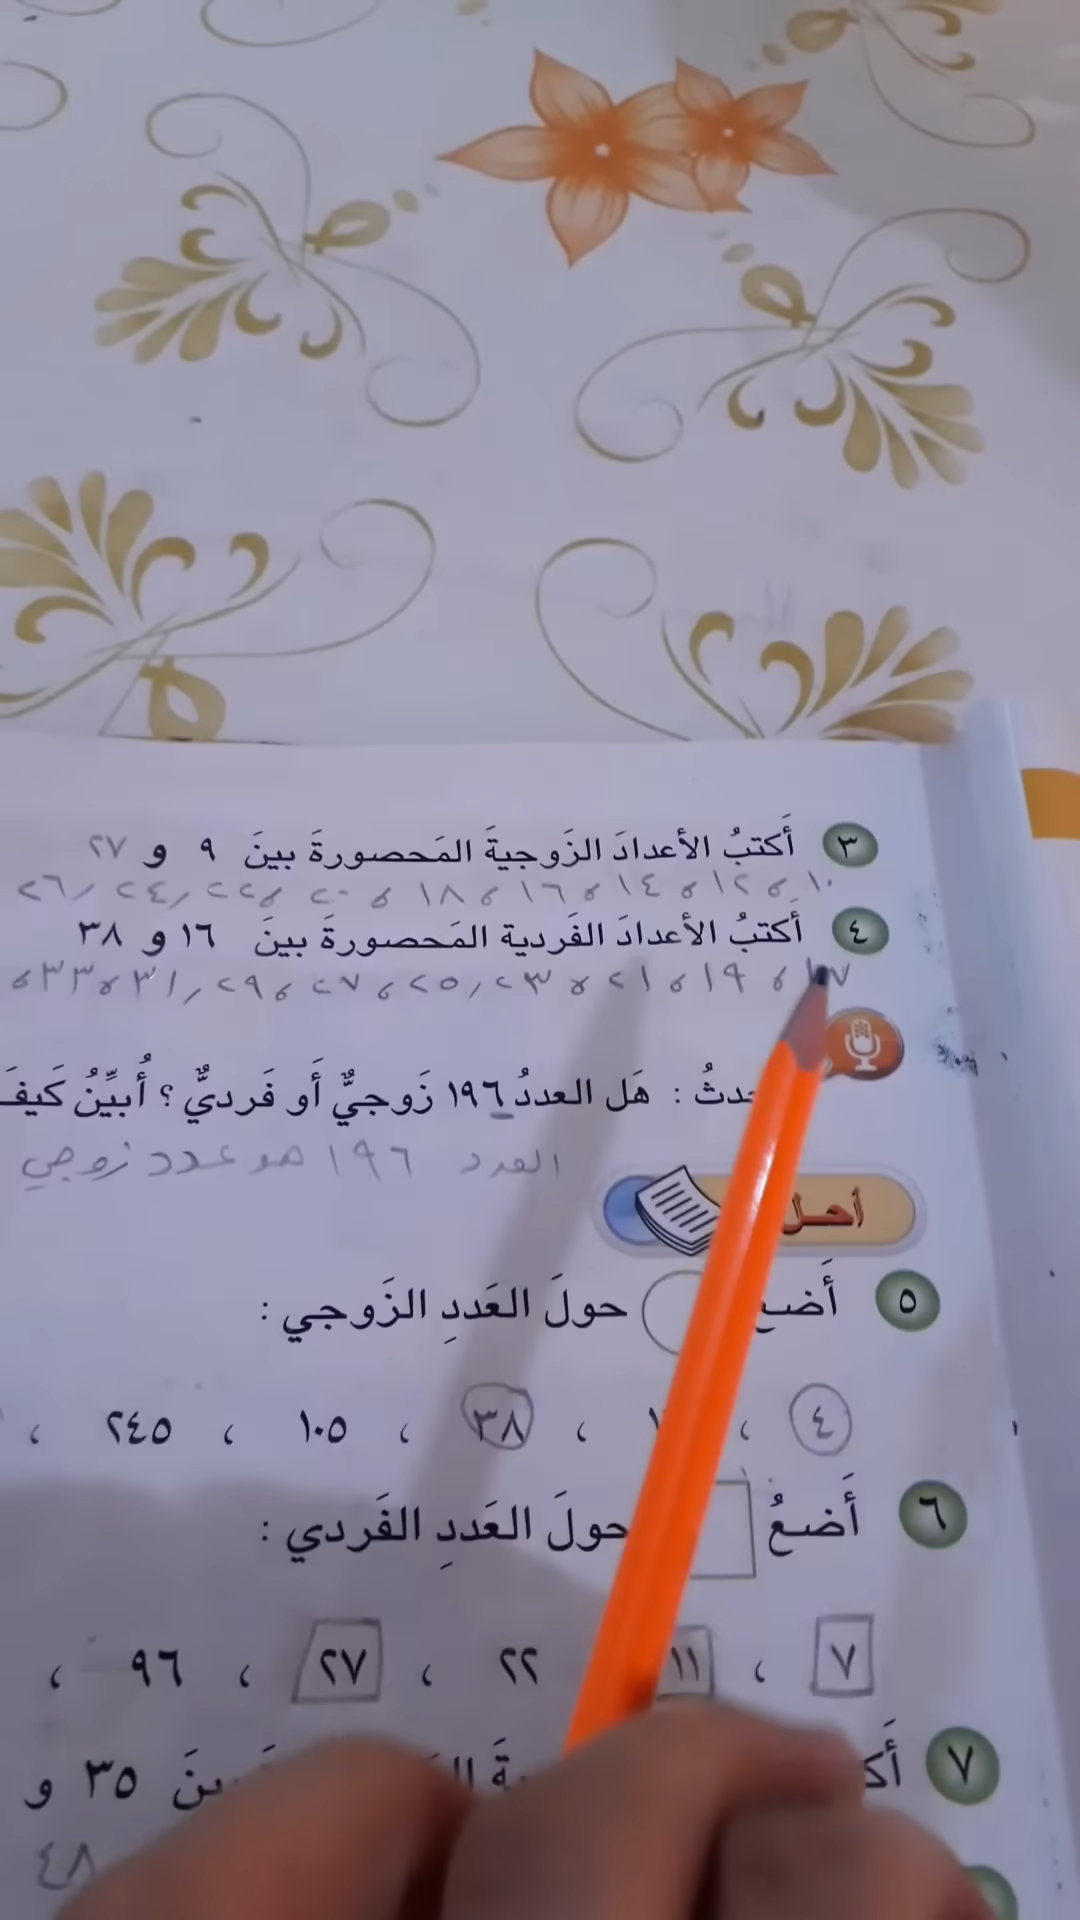 ٣ أَكتبُ الأعدادَ الزَوجيةَ المَحصورةَ بينَ ٩ و ٢٧
١٠ ، ١٢ ، ١٤ ، ١٦ ، ١٨ ، ٢٠ ، ٢٢ ، ٢٤ ، ٢٦
٤ أَكتبُ الأعدادَ الفَردية المَحصورةَ بينَ ١٦ و ٣٨
١٧ ، ١٩ ، ٢١ ، ٢٣ ، ٢٥ ، ٢٧ ، ٢٩ ، ٣١ ، ٣٣ ،
هَل العددُ ١٩٦ زَوجيٌّ أَو فَرديٌّ ؟ أُبيِّنُ كَيفَ
العدد ١٩٦ هو عدد زوجي
أحل
٥ أَضع حولَ العَددِ الزَوجي :
٤ ، ، ٣٨ ، ١٠٥ ، ٢٤٥ ،
٦ أَضعُ حولَ العَددِ الفَردي :
٧ ، ١١ ٢٢ ، ٢٧ ، ٩٦ ،
٧ ٣٥ و
٤٨